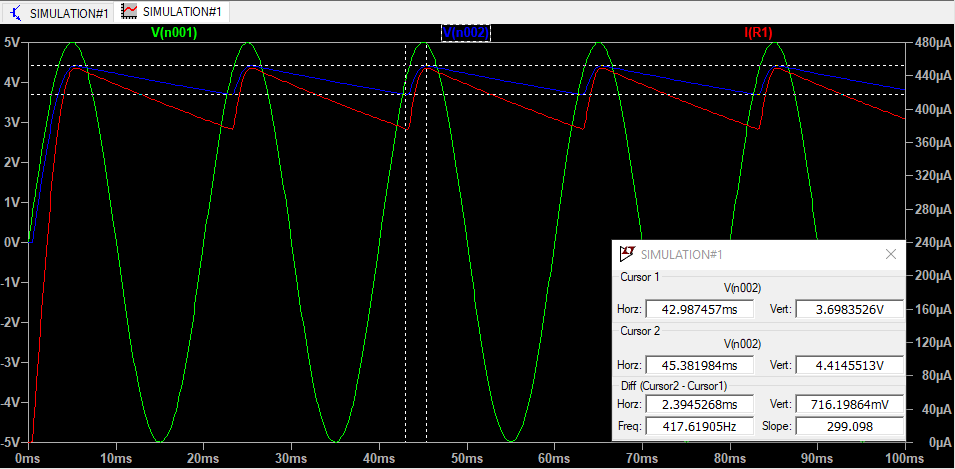 SIMULATION#1 SIMULATION#1
V(n001) V(n002) I(R1)
5V 480µA
4V 440µA
3V 400µA
2V 360µA
1V 320µA
0V 280µA
-1V 240µA
-2V 200µA
-3V 160µA
-4V 120µA
-5V 80µA
40µA
0µA
0ms 10ms 20ms 30ms 40ms 50ms 60ms 70ms 80ms 90ms 100ms
SIMULATION#1
Cursor 1
V(n002)
Horz: 42.987457ms Vert: 3.6983526V
Cursor 2
V(n002)
Horz: 45.381984ms Vert: 4.4145513V
Diff (Cursor2 - Cursor1)
Horz: 2.3945268ms Vert: 716.19864mV
Freq: 417.61905Hz Slope: 299.098